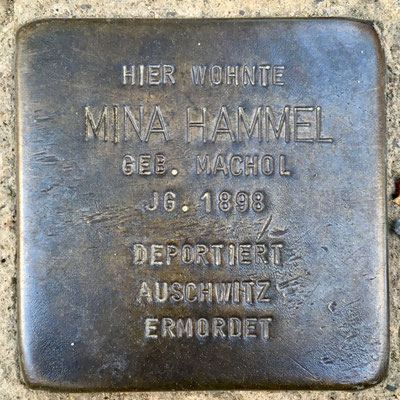 HIER WOHNTE
MINA HAMMEL
GEB. MACHOL
JG. 1898
DEPORTIERT
AUSCHWITZ
ERMORDET